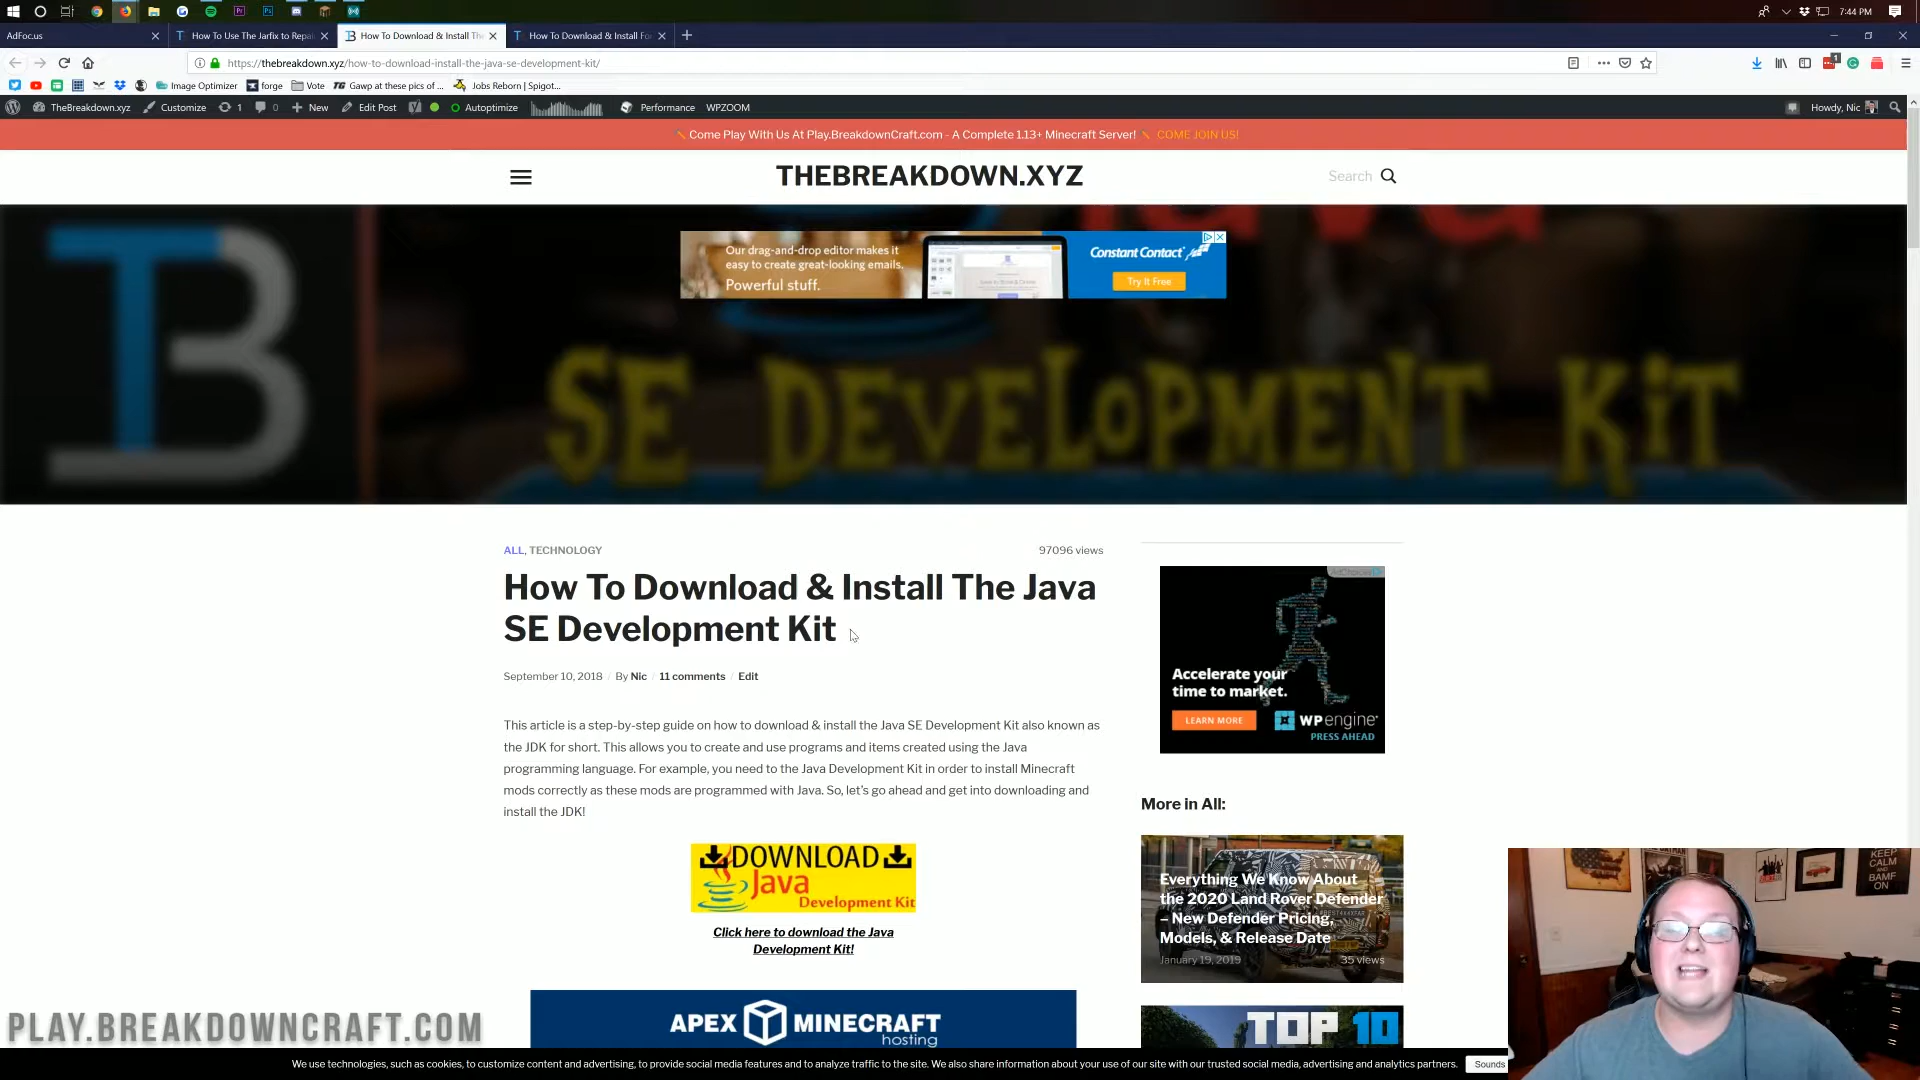 7:44 PM
AdFoc.us
How To Use The Jarfix to Repai
How To Download & Install The
How To Download & Install Fo
https://thebreakdown.xyz/how-to-download-install-the-java-se-development-kit/
1
Image Optimizer
forge
Vote
TG Gawp at these pics of ...
Jobs Reborn | Spigot...
TheBreakdown.xyz
Customize
1
0
New
Edit Post
Autoptimize
Performance
WPZOOM
Howdy, Nic
Come Play With Us At Play.BreakdownCraft.com - A Complete 1.13+ Minecraft Server!
COME JOIN US!
THEBREAKDOWN.XYZ
Search
Our drag-and-drop editor makes it
easy to create great-looking emails.
Powerful stuff.
Constant Contact
Try It Free
TB
SE DEVELOPMENT KiT
ALL, TECHNOLOGY
97096 views
How To Download & Install The Java
SE Development Kit
September 10, 2018 / By Nic / 11 comments / Edit
This article is a step-by-step guide on how to download & install the Java SE Development Kit also known as
the JDK for short. This allows you to create and use programs and items created using the Java
programming language. For example, you need to the Java Development Kit in order to install Minecraft
mods correctly as these mods are programmed with Java. So, let's go ahead and get into downloading and
install the JDK!
DOWNLOAD
Java
Development Kit
Click here to download the Java
Development Kit!
APEX MINECRAFT
hosting
AdChoices
Accelerate your
time to market.
LEARN MORE
WP engine
PRESS AHEAD
More in All:
Everything We Know About
the 2020 Land Rover Defender
– New Defender Pricing,
Models, & Release Date
January 19, 2019
35 views
TOP 10
KEEP
CALM
AND
BAMF
ON
PLAY.BREAKDOWNCRAFT.COM
We use technologies, such as cookies, to customize content and advertising, to provide social media features and to analyze traffic to the site. We also share information about your use of our site with our trusted social media, advertising and analytics partners.
Sounds